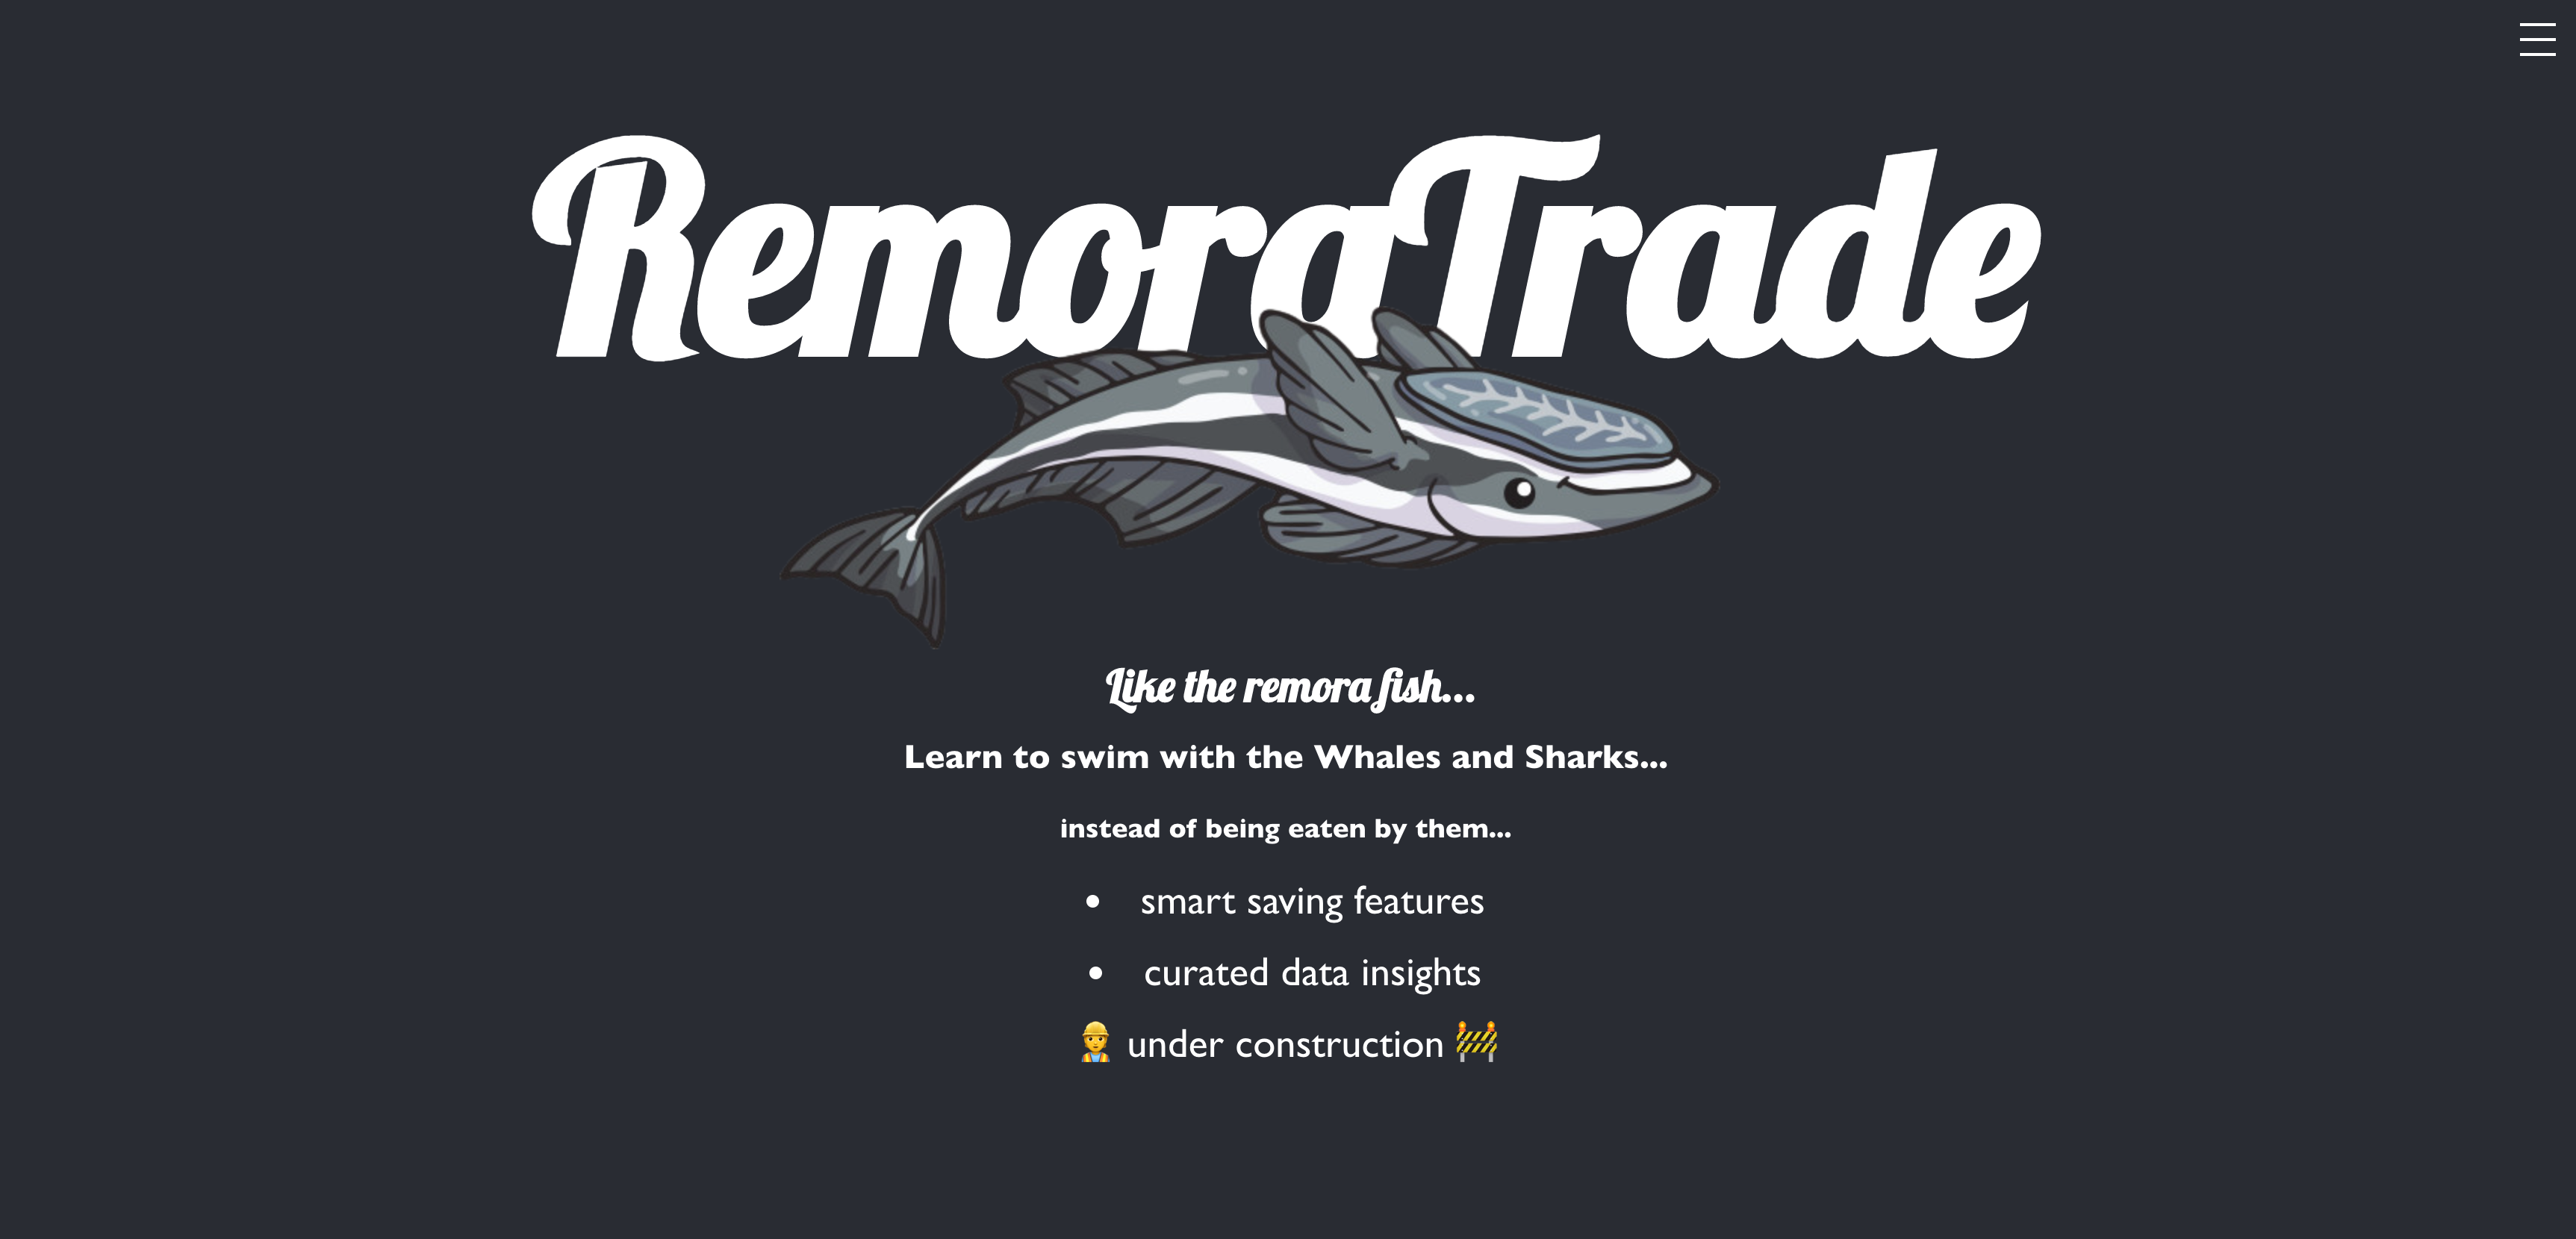 RemoraTrade
Like the remora fish...
Learn to swim with the Whales and Sharks...
instead of being eaten by them...
• smart saving features
• curated data insights
👷 under construction 🚧